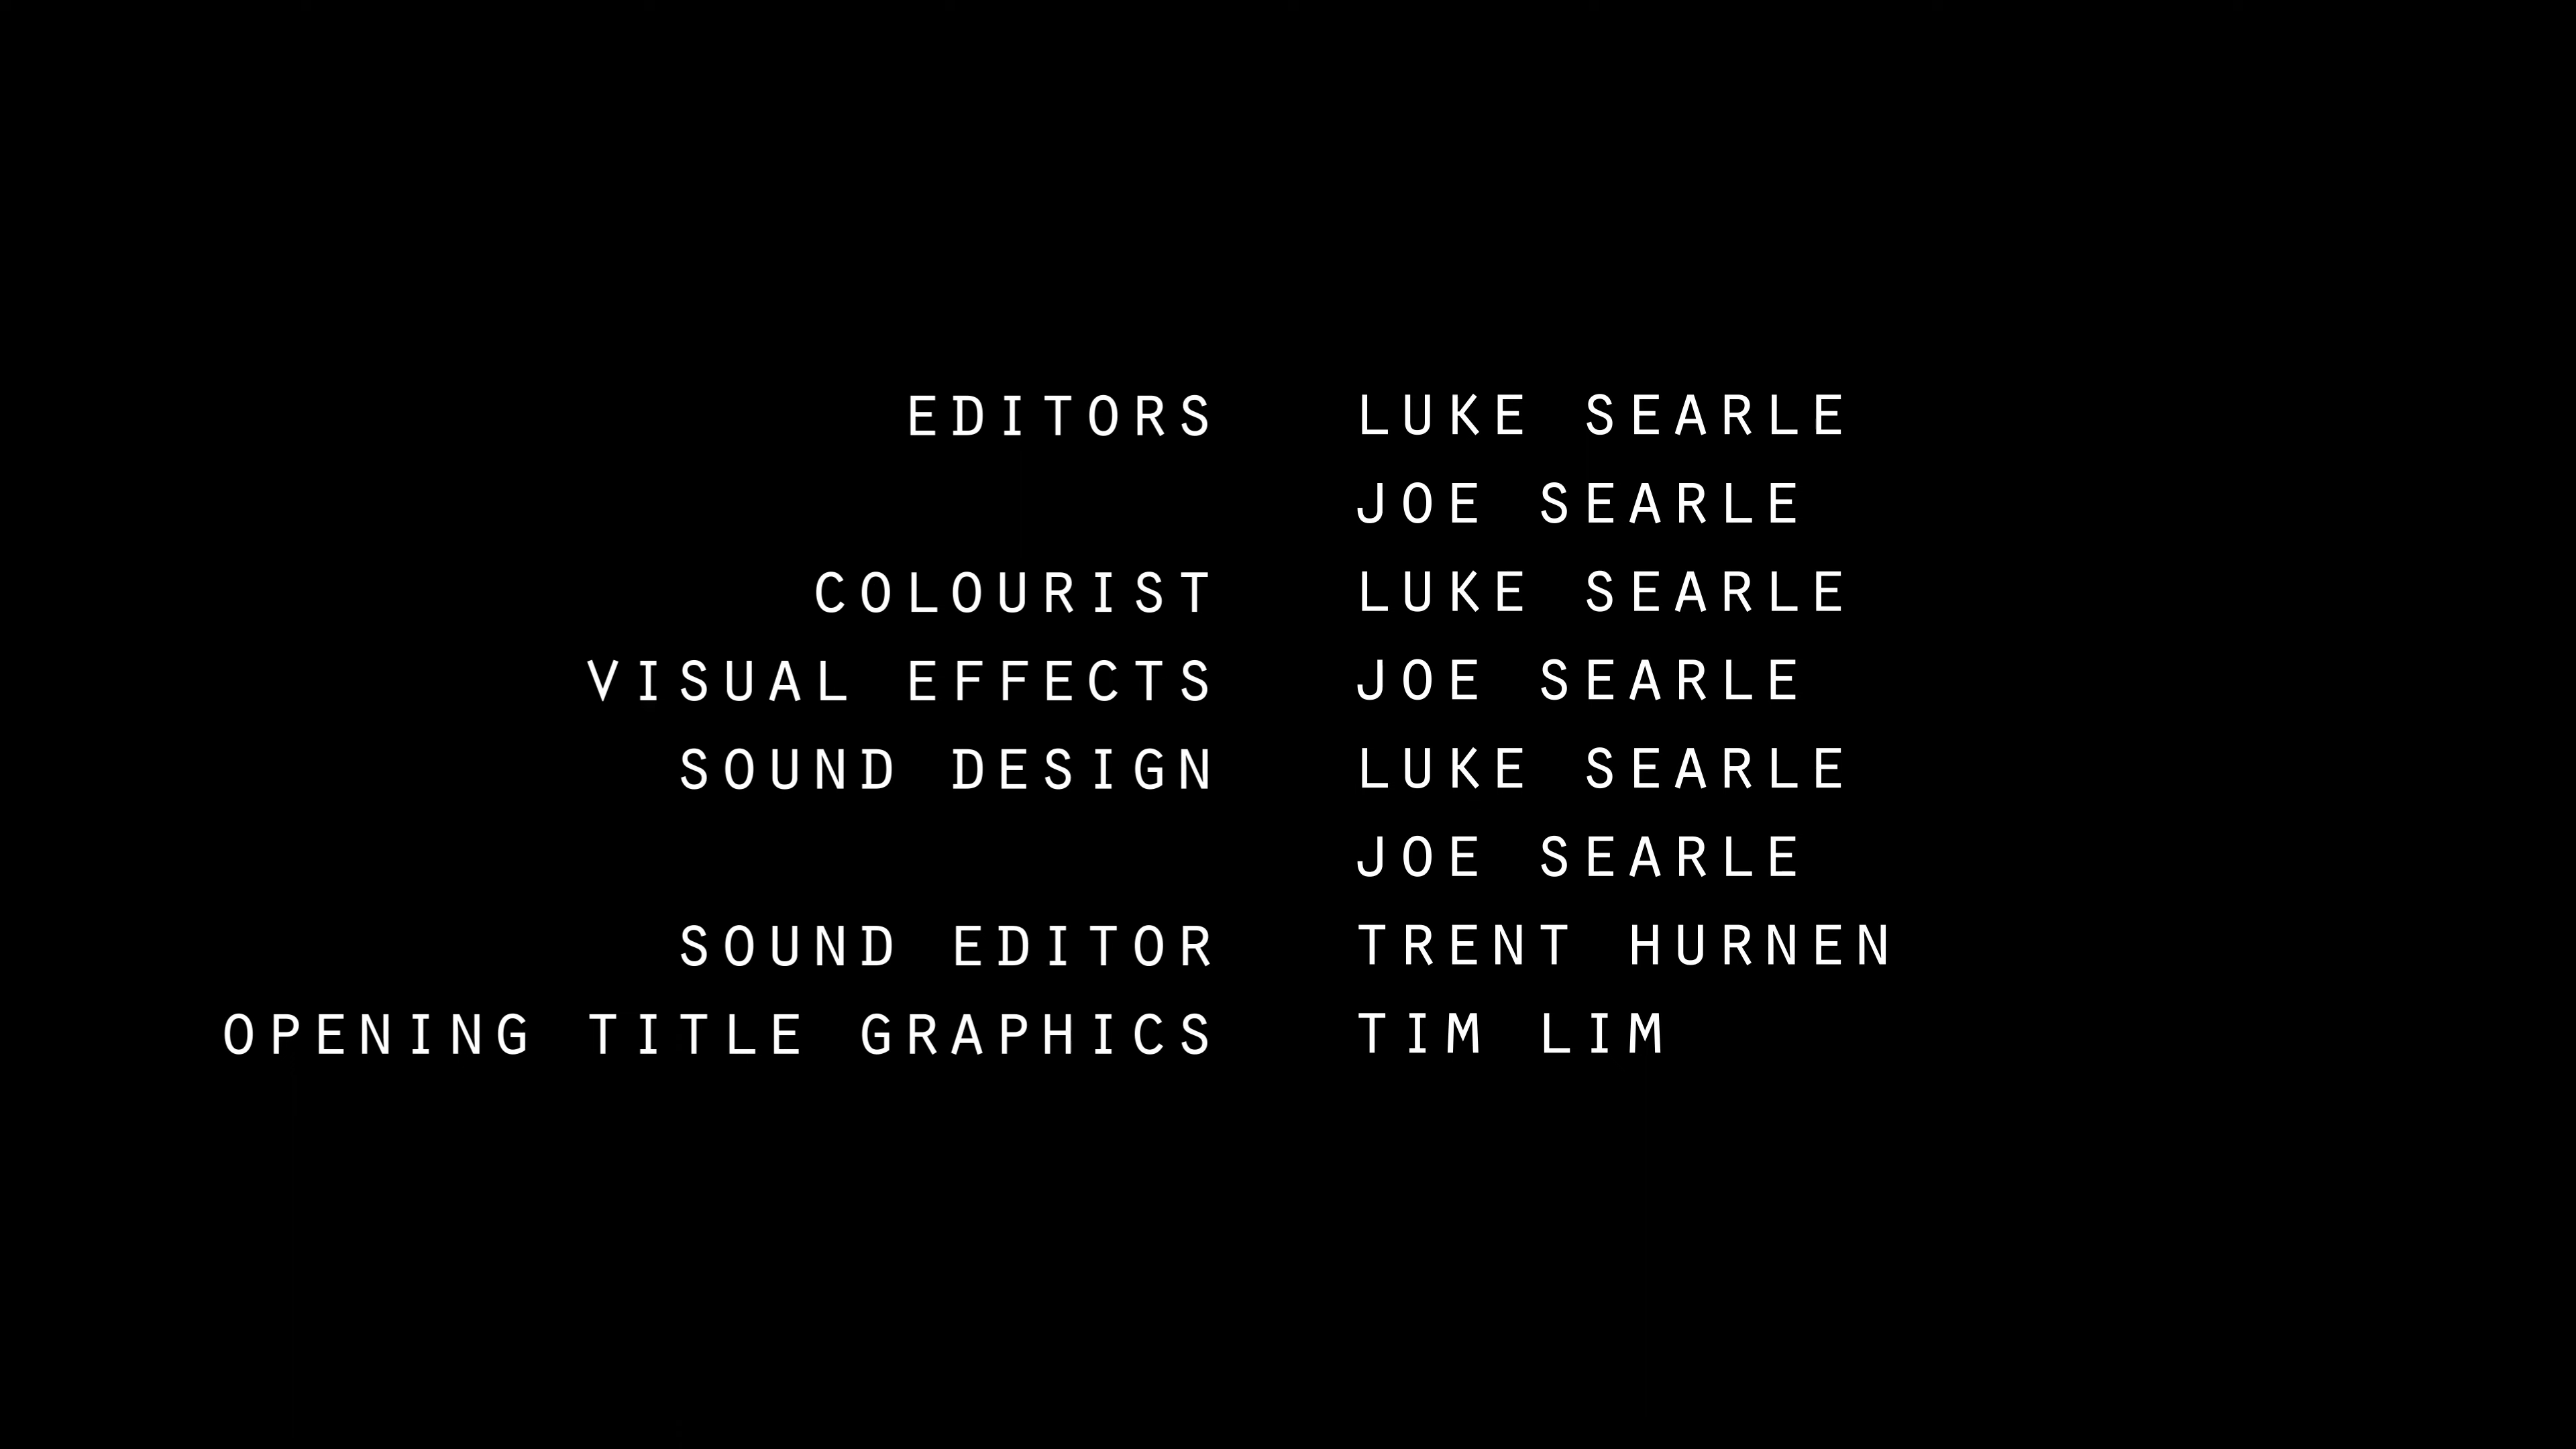 EDITORS LUKE SEARLE
JOE SEARLE
COLOURIST LUKE SEARLE
VISUAL EFFECTS JOE SEARLE
SOUND DESIGN LUKE SEARLE
JOE SEARLE
SOUND EDITOR TRENT HURNEN
OPENING TITLE GRAPHICS TIM LIM